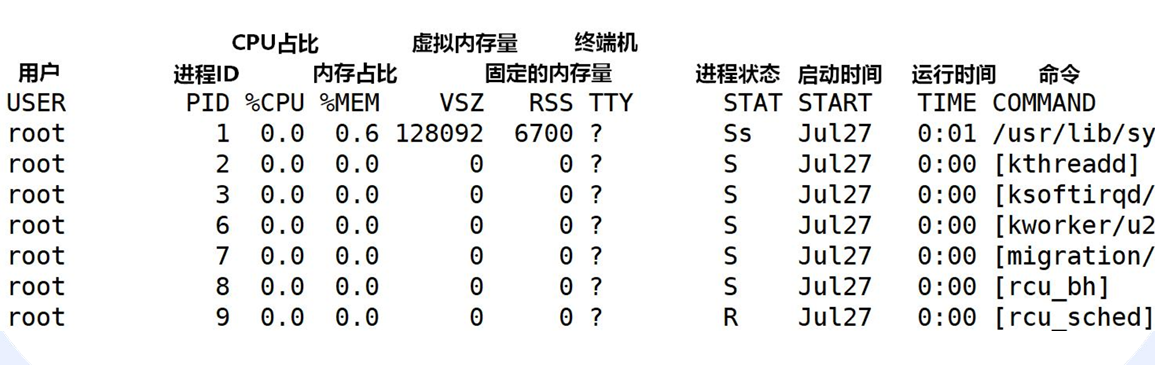 CPU占比 虚拟内存量 终端机
用户 进程ID 内存占比 固定的内存量 进程状态 启动时间 运行时间 命令
USER PID %CPU %MEM VSZ RSS TTY STAT START TIME COMMAND
root 1 0.0 0.6 128092 6700 ? Ss Jul27 0:01 /usr/lib/sy
root 2 0.0 0.0 0 0 ? S Jul27 0:00 [kthreadd]
root 3 0.0 0.0 0 0 ? S Jul27 0:00 [ksoftirqd/
root 6 0.0 0.0 0 0 ? S Jul27 0:00 [kworker/u2
root 7 0.0 0.0 0 0 ? S Jul27 0:00 [migration/
root 8 0.0 0.0 0 0 ? S Jul27 0:00 [rcu_bh]
root 9 0.0 0.0 0 0 ? R Jul27 0:00 [rcu_sched]